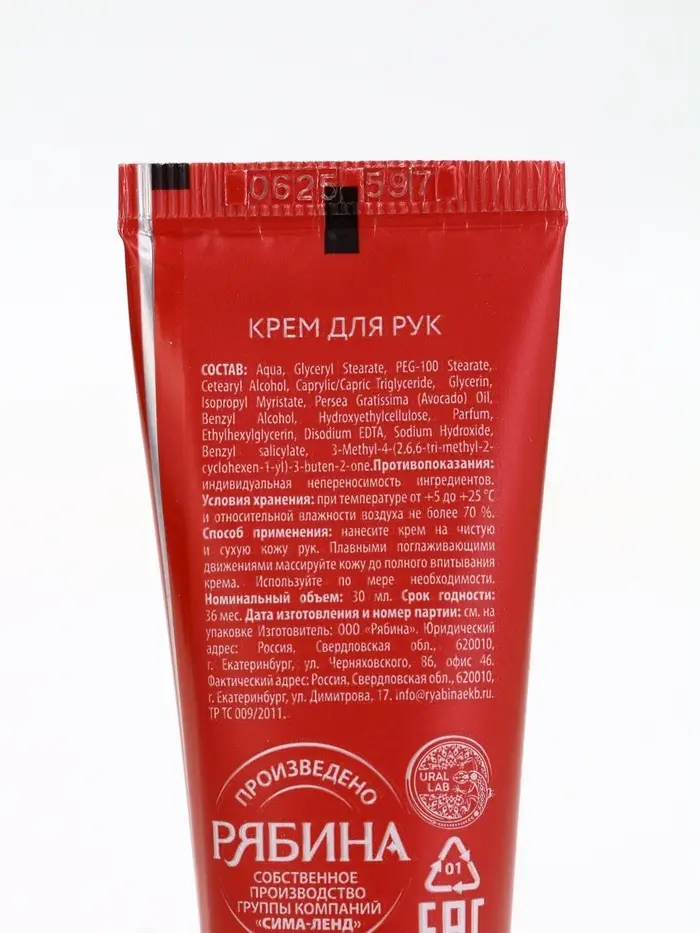 0625 597
КРЕМ ДЛЯ РУК
СОСТАВ: Aqua, Glyceryl Stearate, PEG-100 Stearate,
Cetearyl Alcohol, Caprylic/Capric Triglyceride, Glycerin,
Isopropyl Myristate, Persea Gratissima (Avocado) Oil,
Benzyl Alcohol, Hydroxyethylcellulose, Parfum,
Ethylhexylglycerin, Disodium EDTA, Sodium Hydroxide,
Benzyl salicylate, 3-Methyl-4-(2,6,6-tri-methyl-2-
cyclohexen-1-yl)-3-buten-2-one.Противопоказания:
индивидуальная непереносимость ингредиентов.
Условия хранения: при температуре от +5 до +25 °C
и относительной влажности воздуха не более 70 %.
Способ применения: нанесите крем на чистую
и сухую кожу рук. Плавными поглаживающими
движениями массируйте кожу до полного впитывания
крема. Используйте по мере необходимости.
Номинальный объем: 30 мл. Срок годности:
36 мес. Дата изготовления и номер партии: см. на
упаковке Изготовитель: ООО «Рябина», Юридический
адрес: Россия, Свердловская обл., 620010,
г. Екатеринбург, ул. Черняховского, 86, офис 46.
Фактический адрес: Россия, Свердловская обл., 620010,
г. Екатеринбург, ул. Димитрова, 17. info@ryabinaekb.ru.
ТР ТС 009/2011.
ПРОИЗВЕДЕНО
РЯБИНА
СОБСТВЕННОЕ
ПРОИЗВОДСТВО
ГРУППЫ КОМПАНИЙ
«СИМА-ЛЕНД»
URAL
LAB
01
EAC